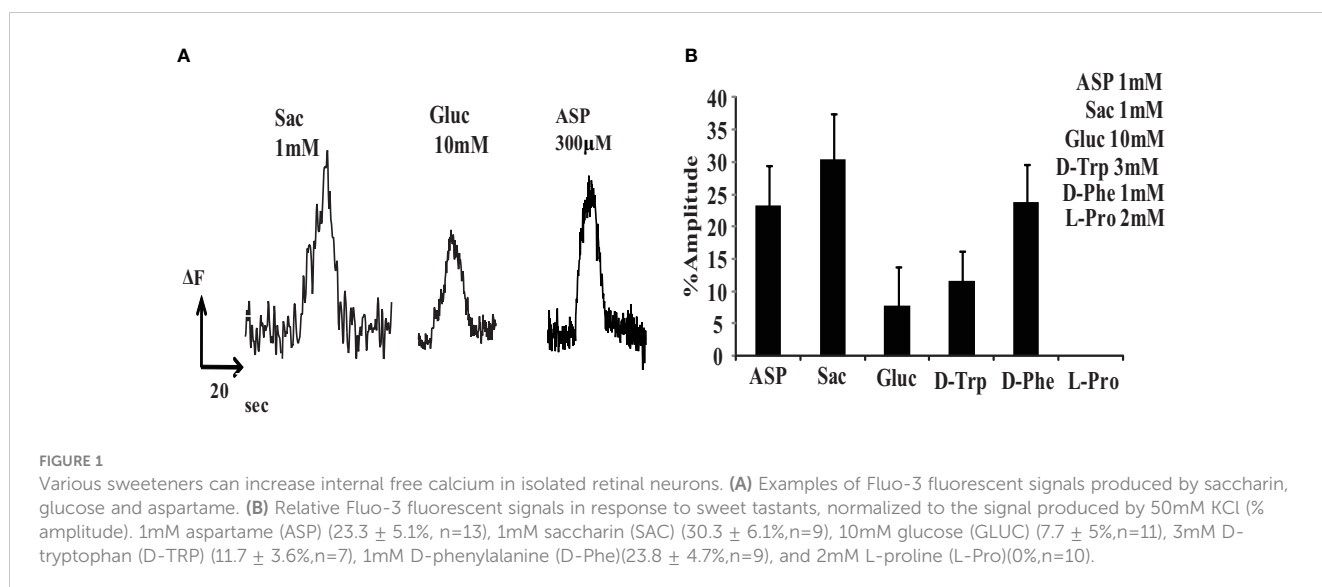 A
Sac
1mM
Gluc
10mM
ASP
300µM
ΔF
20
sec
B
ASP 1mM
Sac 1mM
Gluc 10mM
D-Trp 3mM
D-Phe 1mM
L-Pro 2mM
%Amplitude
40
35
30
25
20
15
10
5
0
ASP Sac Gluc D-Trp D-Phe L-Pro
FIGURE 1
Various sweeteners can increase internal free calcium in isolated retinal neurons. (A) Examples of Fluo-3 fluorescent signals produced by saccharin,
glucose and aspartame. (B) Relative Fluo-3 fluorescent signals in response to sweet tastants, normalized to the signal produced by 50mM KCl (%
amplitude). 1mM aspartame (ASP) (23.3 ± 5.1%, n=13), 1mM saccharin (SAC) (30.3 ± 6.1%,n=9), 10mM glucose (GLUC) (7.7 ± 5%,n=11), 3mM D-
tryptophan (D-TRP) (11.7 ± 3.6%,n=7), 1mM D-phenylalanine (D-Phe)(23.8 ± 4.7%,n=9), and 2mM L-proline (L-Pro)(0%,n=10).